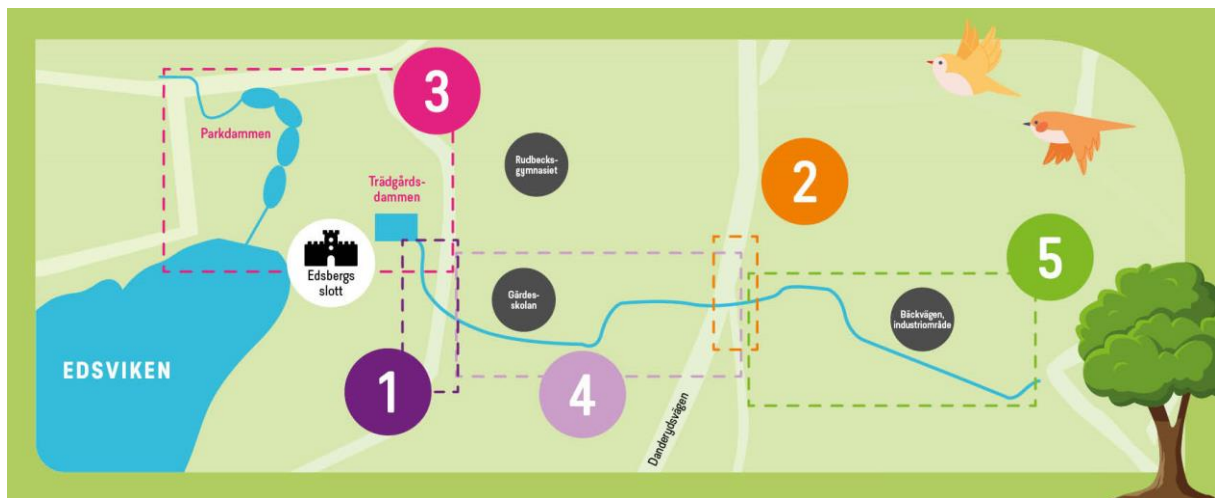 3
Parkdammen
Rudbecks-
gymnasiet
2
Trädgårds-
dammen
Edsbergs
slott
5
Gärdes-
skolan
Bäckvägen,
industriområde
EDSVIKEN
1
4
Danderydsvägen